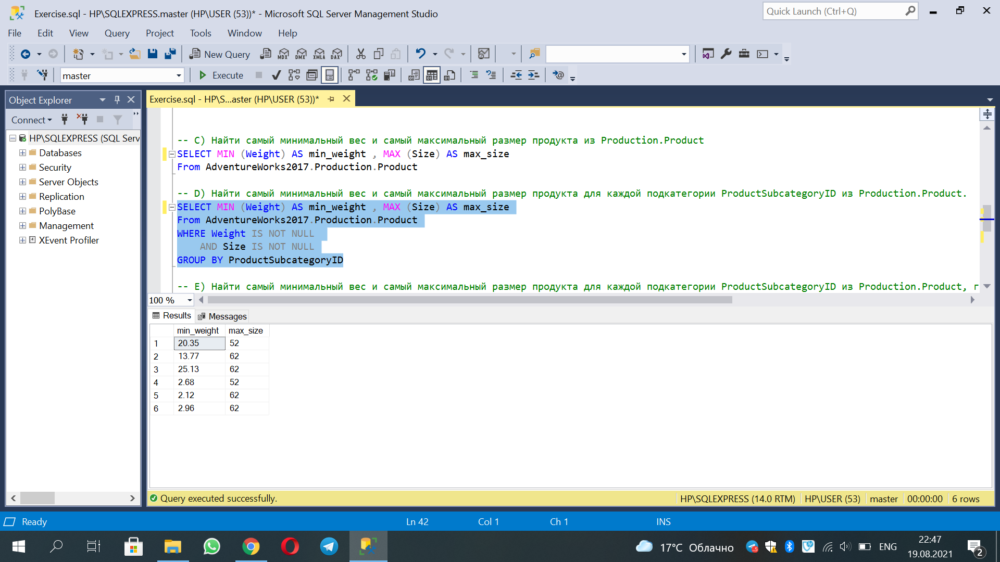 Exercise.sql - HP\SQLEXPRESS.master (HP\USER (53))* - Microsoft SQL Server Management Studio
Quick Launch (Ctrl+Q)
File Edit View Query Project Tools Window Help
New Query MDX DMX XMLA DAX
master Execute
Object Explorer
Exercise.sql - HP\S...aster (HP\USER (53))*
Connect
HP\SQLEXPRESS (SQL Serv
Databases
Security
Server Objects
Replication
PolyBase
Management
XEvent Profiler
-- C) Найти самый минимальный вес и самый максимальный размер продукта из Production.Product
SELECT MIN (Weight) AS min_weight , MAX (Size) AS max_size
From AdventureWorks2017.Production.Product
-- D) Найти самый минимальный вес и самый максимальный размер продукта для каждой подкатегории ProductSubcategoryID из Production.Product.
SELECT MIN (Weight) AS min_weight , MAX (Size) AS max_size
From AdventureWorks2017.Production.Product
WHERE Weight IS NOT NULL
AND Size IS NOT NULL
GROUP BY ProductSubcategoryID
-- E) Найти самый минимальный вес и самый максимальный размер продукта для каждой подкатегории ProductSubcategoryID из Production.Product, г
100 %
Results Messages
min_weight max_size
1 20.35 52
2 13.77 62
3 25.13 62
4 2.68 52
5 2.12 62
6 2.96 62
Query executed successfully. HP\SQLEXPRESS (14.0 RTM) HP\USER (53) master 00:00:00 6 rows
Ready Ln 42 Col 1 Ch 1 INS
17°C Облачно ENG 22:47
19.08.2021 2